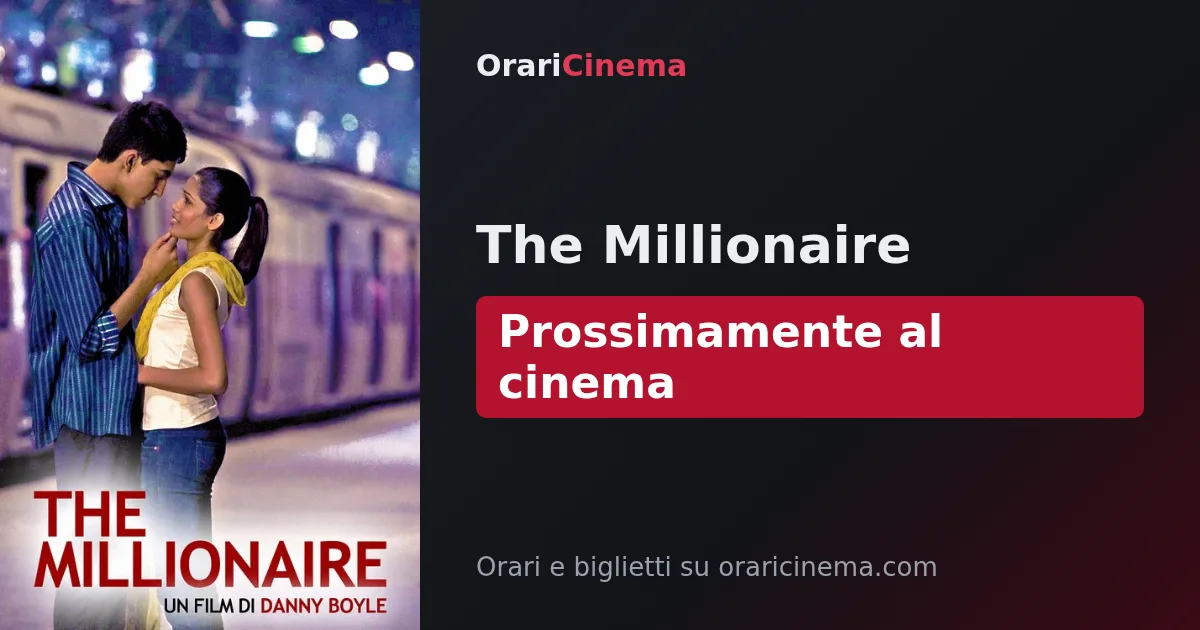 THE
MILLIONAIRE
UN FILM DI DANNY BOYLE
OrariCinema
The Millionaire
Prossimamente al
cinema
Orari e biglietti su oraricinema.com